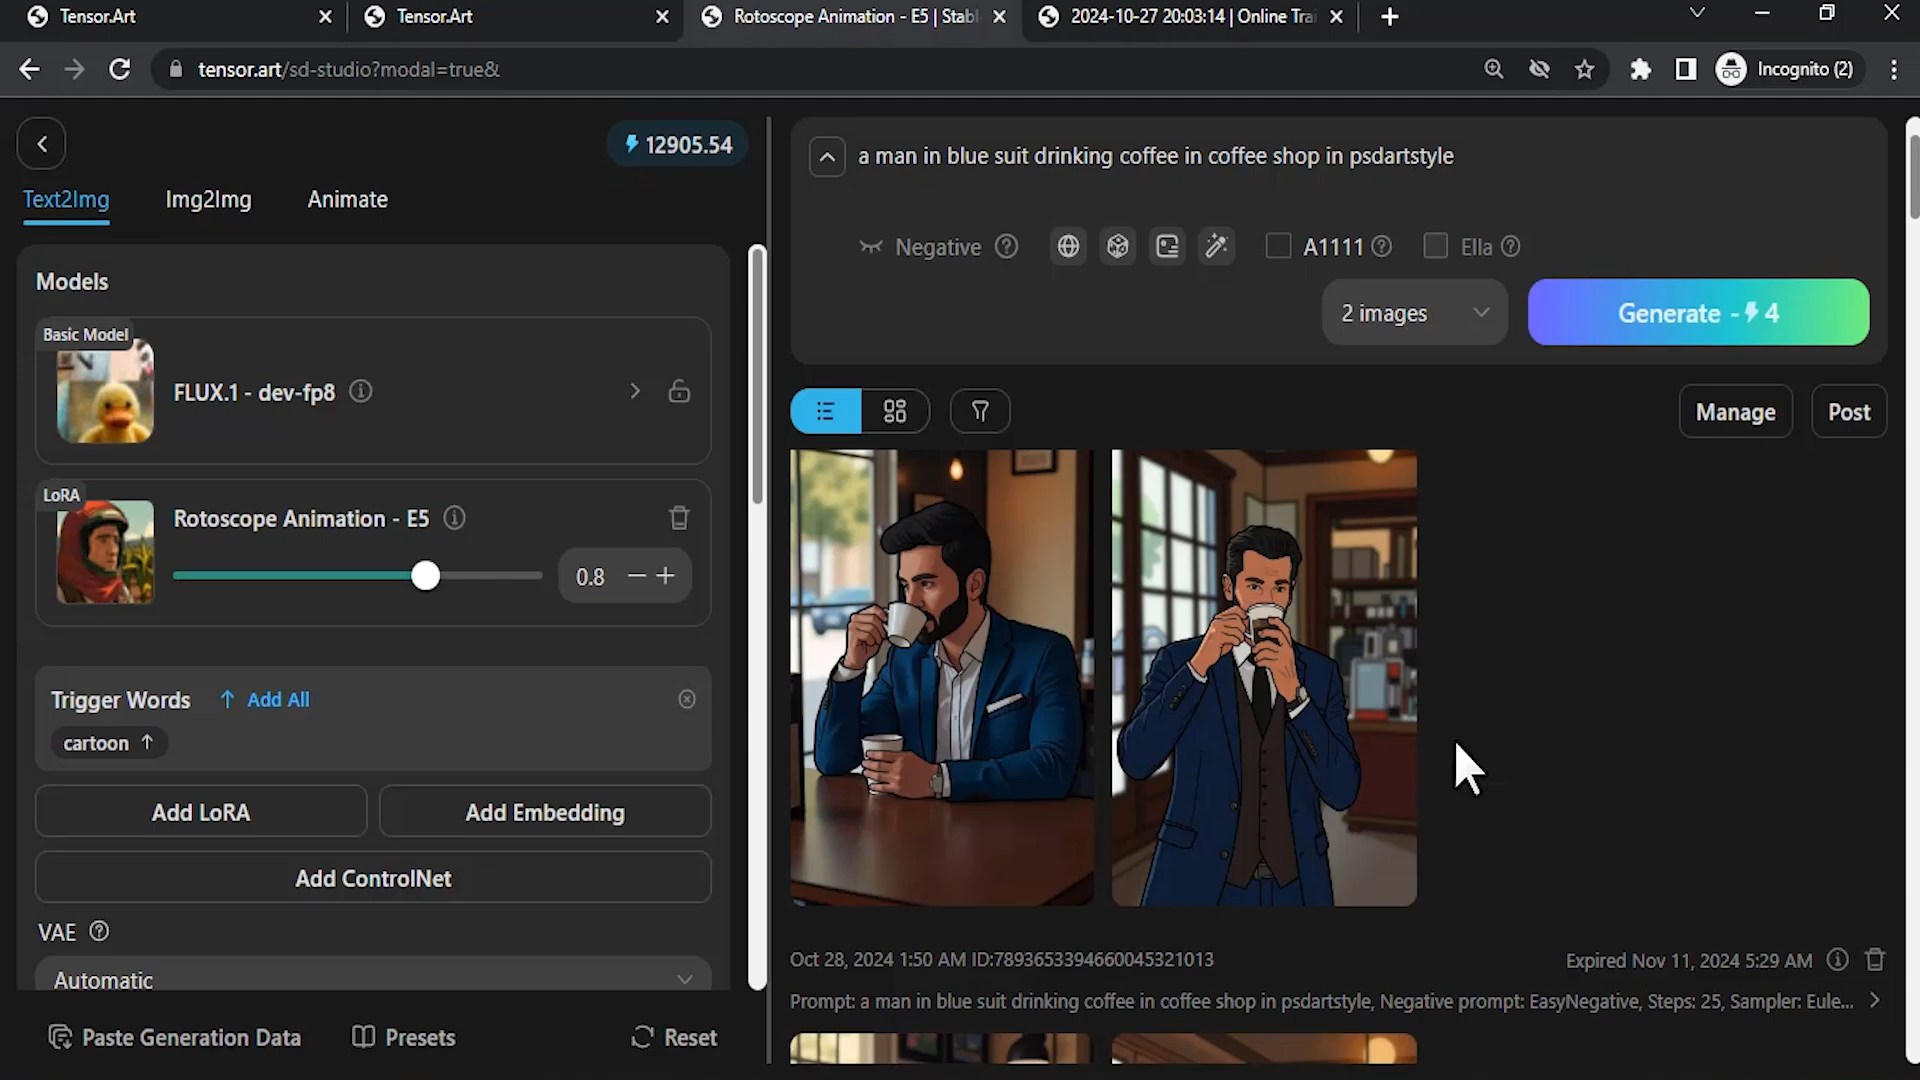 Tensor.Art
Tensor.Art
Rotoscope Animation - E5 | Stabl
2024-10-27 20:03:14 | Online Trai
tensor.art/sd-studio?modal=true&
Incognito (2)
12905.54
Text2Img
Img2Img
Animate
Models
Basic Model
FLUX.1 - dev-fp8
LoRA
Rotoscope Animation - E5
0.8
Trigger Words
Add All
cartoon
Add LoRA
Add Embedding
Add ControlNet
VAE
Automatic
Paste Generation Data
Presets
Reset
a man in blue suit drinking coffee in coffee shop in psdartstyle
Negative
A1111
Ella
2 images
Generate - 4
Manage
Post
Oct 28, 2024 1:50 AM ID:7893653394660045321013
Expired Nov 11, 2024 5:29 AM
Prompt: a man in blue suit drinking coffee in coffee shop in psdartstyle, Negative prompt: EasyNegative, Steps: 25, Sampler: Eule...